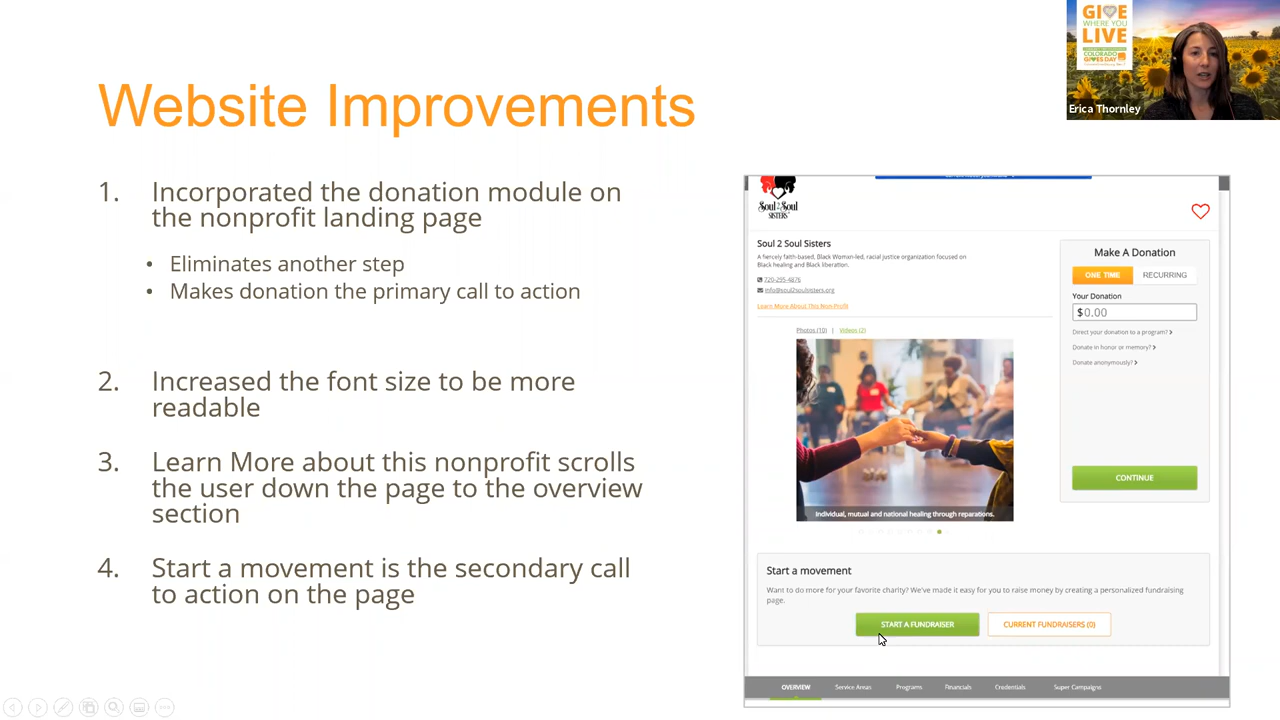 Website Improvements
1. Incorporated the donation module on
the nonprofit landing page
• Eliminates another step
• Makes donation the primary call to action
2. Increased the font size to be more
readable
3. Learn More about this nonprofit scrolls
the user down the page to the overview
section
4. Start a movement is the secondary call
to action on the page
GIVE
WHERE YOU
LIVE
COLORADO
GIVES DAY
Erica Thornley
Soul 2 Soul
SISTERS
Soul 2 Soul Sisters
A fiercely faith-based, Black Woman-led, racial justice organization focused on
Black healing and Black liberation.
720-295-4876
info@soul2soulsisters.org
Learn More About This Non-Profit
Photos (10) | Videos (2)
Individual, mutual and national healing through reparations.
Make A Donation
ONE TIME RECURRING
Your Donation
$0.00
Direct your donation to a program? >
Donate in honor or memory? >
Donate anonymously? >
CONTINUE
Start a movement
Want to do more for your favorite charity? We've made it easy for you to raise money by creating a personalized fundraising
page.
START A FUNDRAISER CURRENT FUNDRAISERS (0)
OVERVIEW Service Areas Programs Financials Credentials Super Campaigns